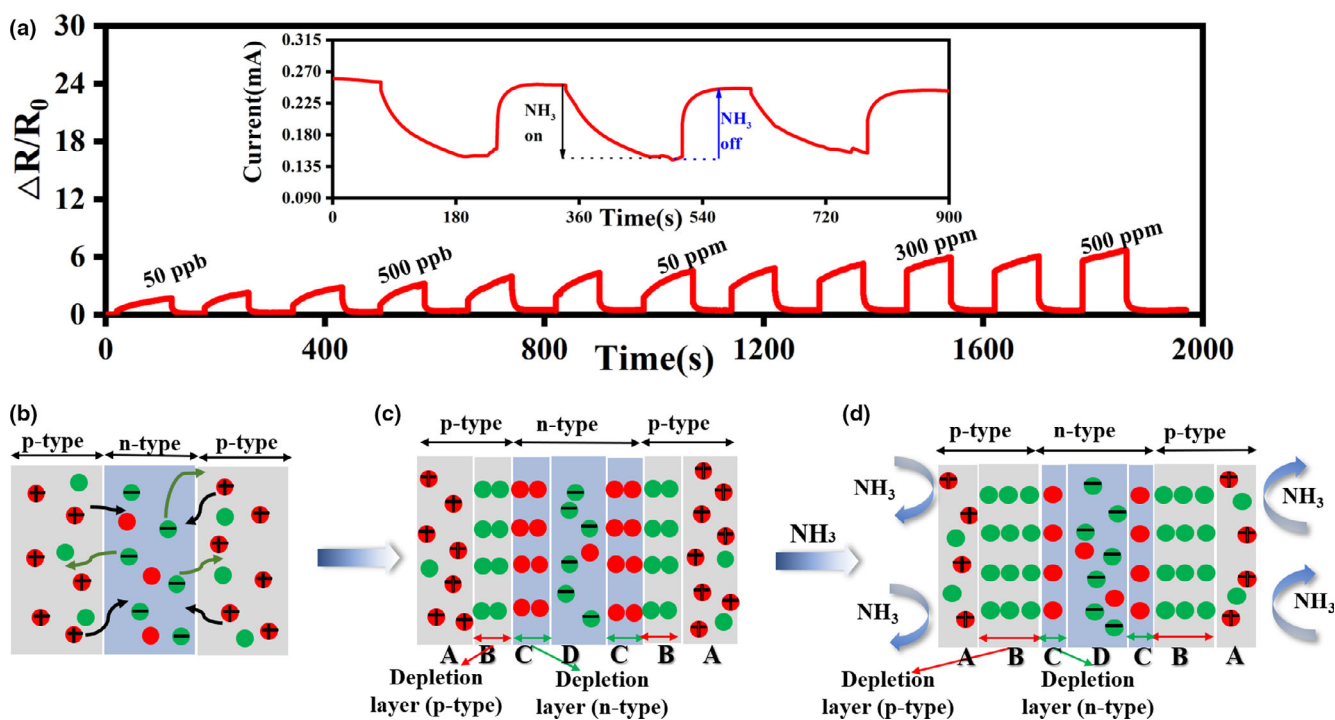 (a)
30
24
18
12
6
0
ΔR/R₀
0
400
800
1200
1600
2000
Time(s)
50 ppb
500 ppb
50 ppm
300 ppm
500 ppm
0.315
0.270
0.225
0.180
0.135
0.090
Current(mA)
NH₃
on
NH₃
off
0
180
360
540
720
900
Time(s)
(b)
p-type
n-type
p-type
(c)
p-type
n-type
p-type
A
B
C
D
C
B
A
Depletion
layer (p-type)
Depletion
layer (n-type)
NH₃
(d)
p-type
n-type
p-type
NH₃
NH₃
NH₃
NH₃
A
B
C
D
C
B
A
Depletion
layer (p-type)
Depletion
layer (n-type)